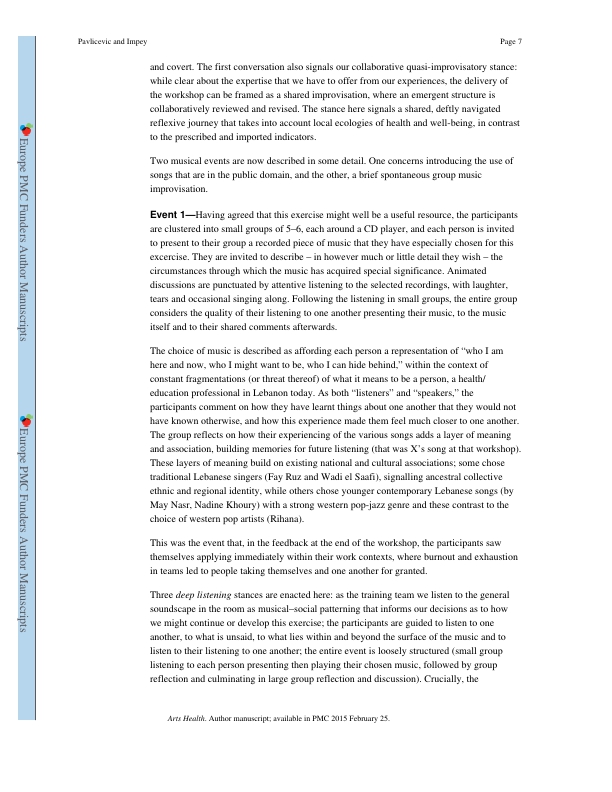 Pavlicevic and Impey
Page 7
and covert. The first conversation also signals our collaborative quasi-improvisatory stance:
while clear about the expertise that we have to offer from our experiences, the delivery of
the workshop can be framed as a shared improvisation, where an emergent structure is
collaboratively reviewed and revised. The stance here signals a shared, deftly navigated
reflexive journey that takes into account local ecologies of health and well-being, in contrast
to the prescribed and imported indicators.
Two musical events are now described in some detail. One concerns introducing the use of
songs that are in the public domain, and the other, a brief spontaneous group music
improvisation.
Event 1—Having agreed that this exercise might well be a useful resource, the participants
are clustered into small groups of 5–6, each around a CD player, and each person is invited
to present to their group a recorded piece of music that they have especially chosen for this
excercise. They are invited to describe – in however much or little detail they wish – the
circumstances through which the music has acquired special significance. Animated
discussions are punctuated by attentive listening to the selected recordings, with laughter,
tears and occasional singing along. Following the listening in small groups, the entire group
considers the quality of their listening to one another presenting their music, to the music
itself and to their shared comments afterwards.
The choice of music is described as affording each person a representation of “who I am
here and now, who I might want to be, who I can hide behind,” within the context of
constant fragmentations (or threat thereof) of what it means to be a person, a health/
education professional in Lebanon today. As both “listeners” and “speakers,” the
participants comment on how they have learnt things about one another that they would not
have known otherwise, and how this experience made them feel much closer to one another.
The group reflects on how their experiencing of the various songs adds a layer of meaning
and association, building memories for future listening (that was X’s song at that workshop).
These layers of meaning build on existing national and cultural associations; some chose
traditional Lebanese singers (Fay Ruz and Wadi el Saafi), signalling ancestral collective
ethnic and regional identity, while others chose younger contemporary Lebanese songs (by
May Nasr, Nadine Khoury) with a strong western pop-jazz genre and these contrast to the
choice of western pop artists (Rihana).
This was the event that, in the feedback at the end of the workshop, the participants saw
themselves applying immediately within their work contexts, where burnout and exhaustion
in teams led to people taking themselves and one another for granted.
Three deep listening stances are enacted here: as the training team we listen to the general
soundscape in the room as musical–social patterning that informs our decisions as to how
we might continue or develop this exercise; the participants are guided to listen to one
another, to what is unsaid, to what lies within and beyond the surface of the music and to
listen to their listening to one another; the entire event is loosely structured (small group
listening to each person presenting then playing their chosen music, followed by group
reflection and culminating in large group reflection and discussion). Crucially, the
Arts Health. Author manuscript; available in PMC 2015 February 25.
Europe PMC Funders Author Manuscripts
Europe PMC Funders Author Manuscripts